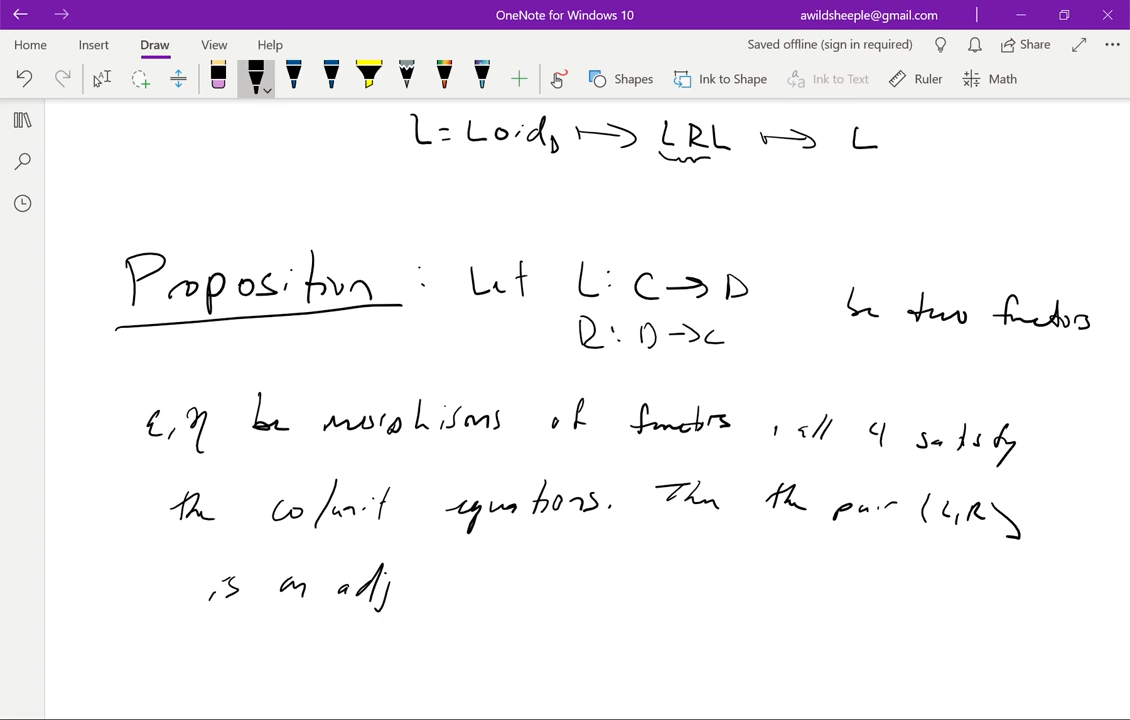 OneNote for Windows 10
awildsheeple@gmail.com
Home Insert Draw View Help
Saved offline (sign in required)
Share
Shapes
Ink to Shape
Ink to Text
Ruler
Math
L = L∘id_D ↦ LRL ↦ L
Proposition : Let L: C → D
R: D → C
be two functors
ε, η be morphisms of functors, all 4 satisfy
the co/unit equations. Then the pair (L,R)
is an adj